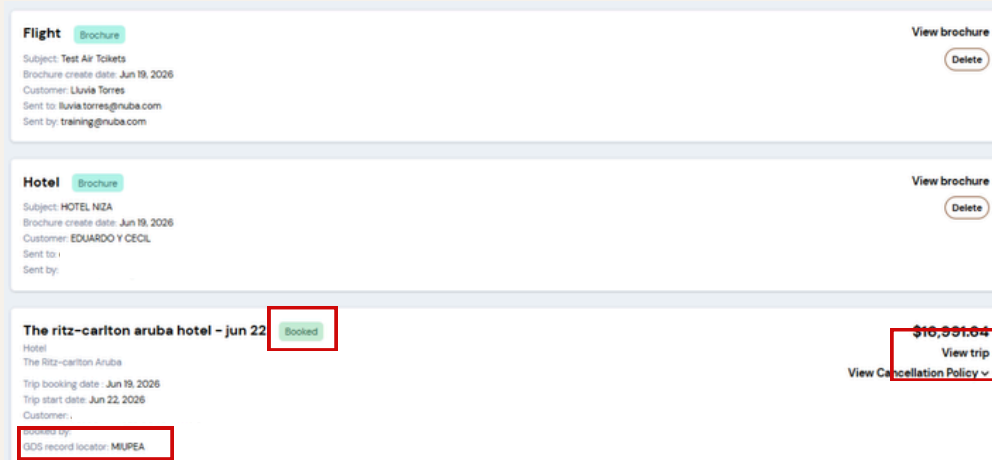 Flight Brochure View brochure
Subject: Test Air Tcikets Delete
Brochure create date: Jun 19, 2026
Customer: Lluvia Torres
Sent to: lluvia.torres@nuba.com
Sent by: training@nuba.com
Hotel Brochure View brochure
Subject: HOTEL NIZA Delete
Brochure create date: Jun 19, 2026
Customer: EDUARDO Y CECIL
Sent to:
Sent by:
The ritz-carlton aruba hotel - jun 22 Booked $16,991.64
Hotel View trip
The Ritz-carlton Aruba View Cancellation Policy
Trip booking date : Jun 19, 2026
Trip start date: Jun 22, 2026
Customer: .
Booked by:
GDS record locator: MIUPEA